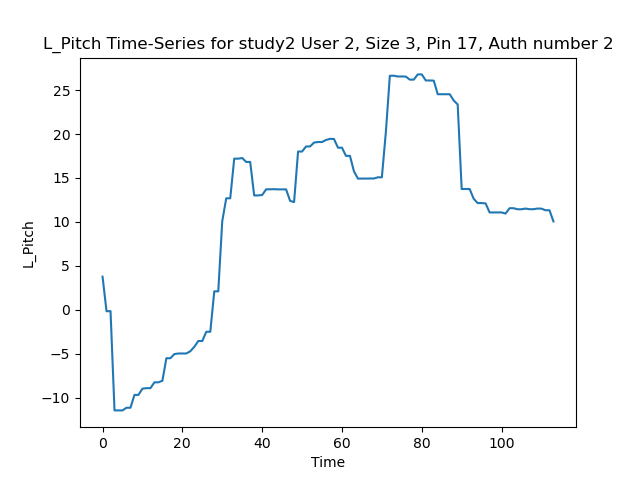 L_Pitch Time-Series for study2 User 2, Size 3, Pin 17, Auth number 2
25
20
15
10
5
0
−5
−10
L_Pitch
0 20 40 60 80 100
Time